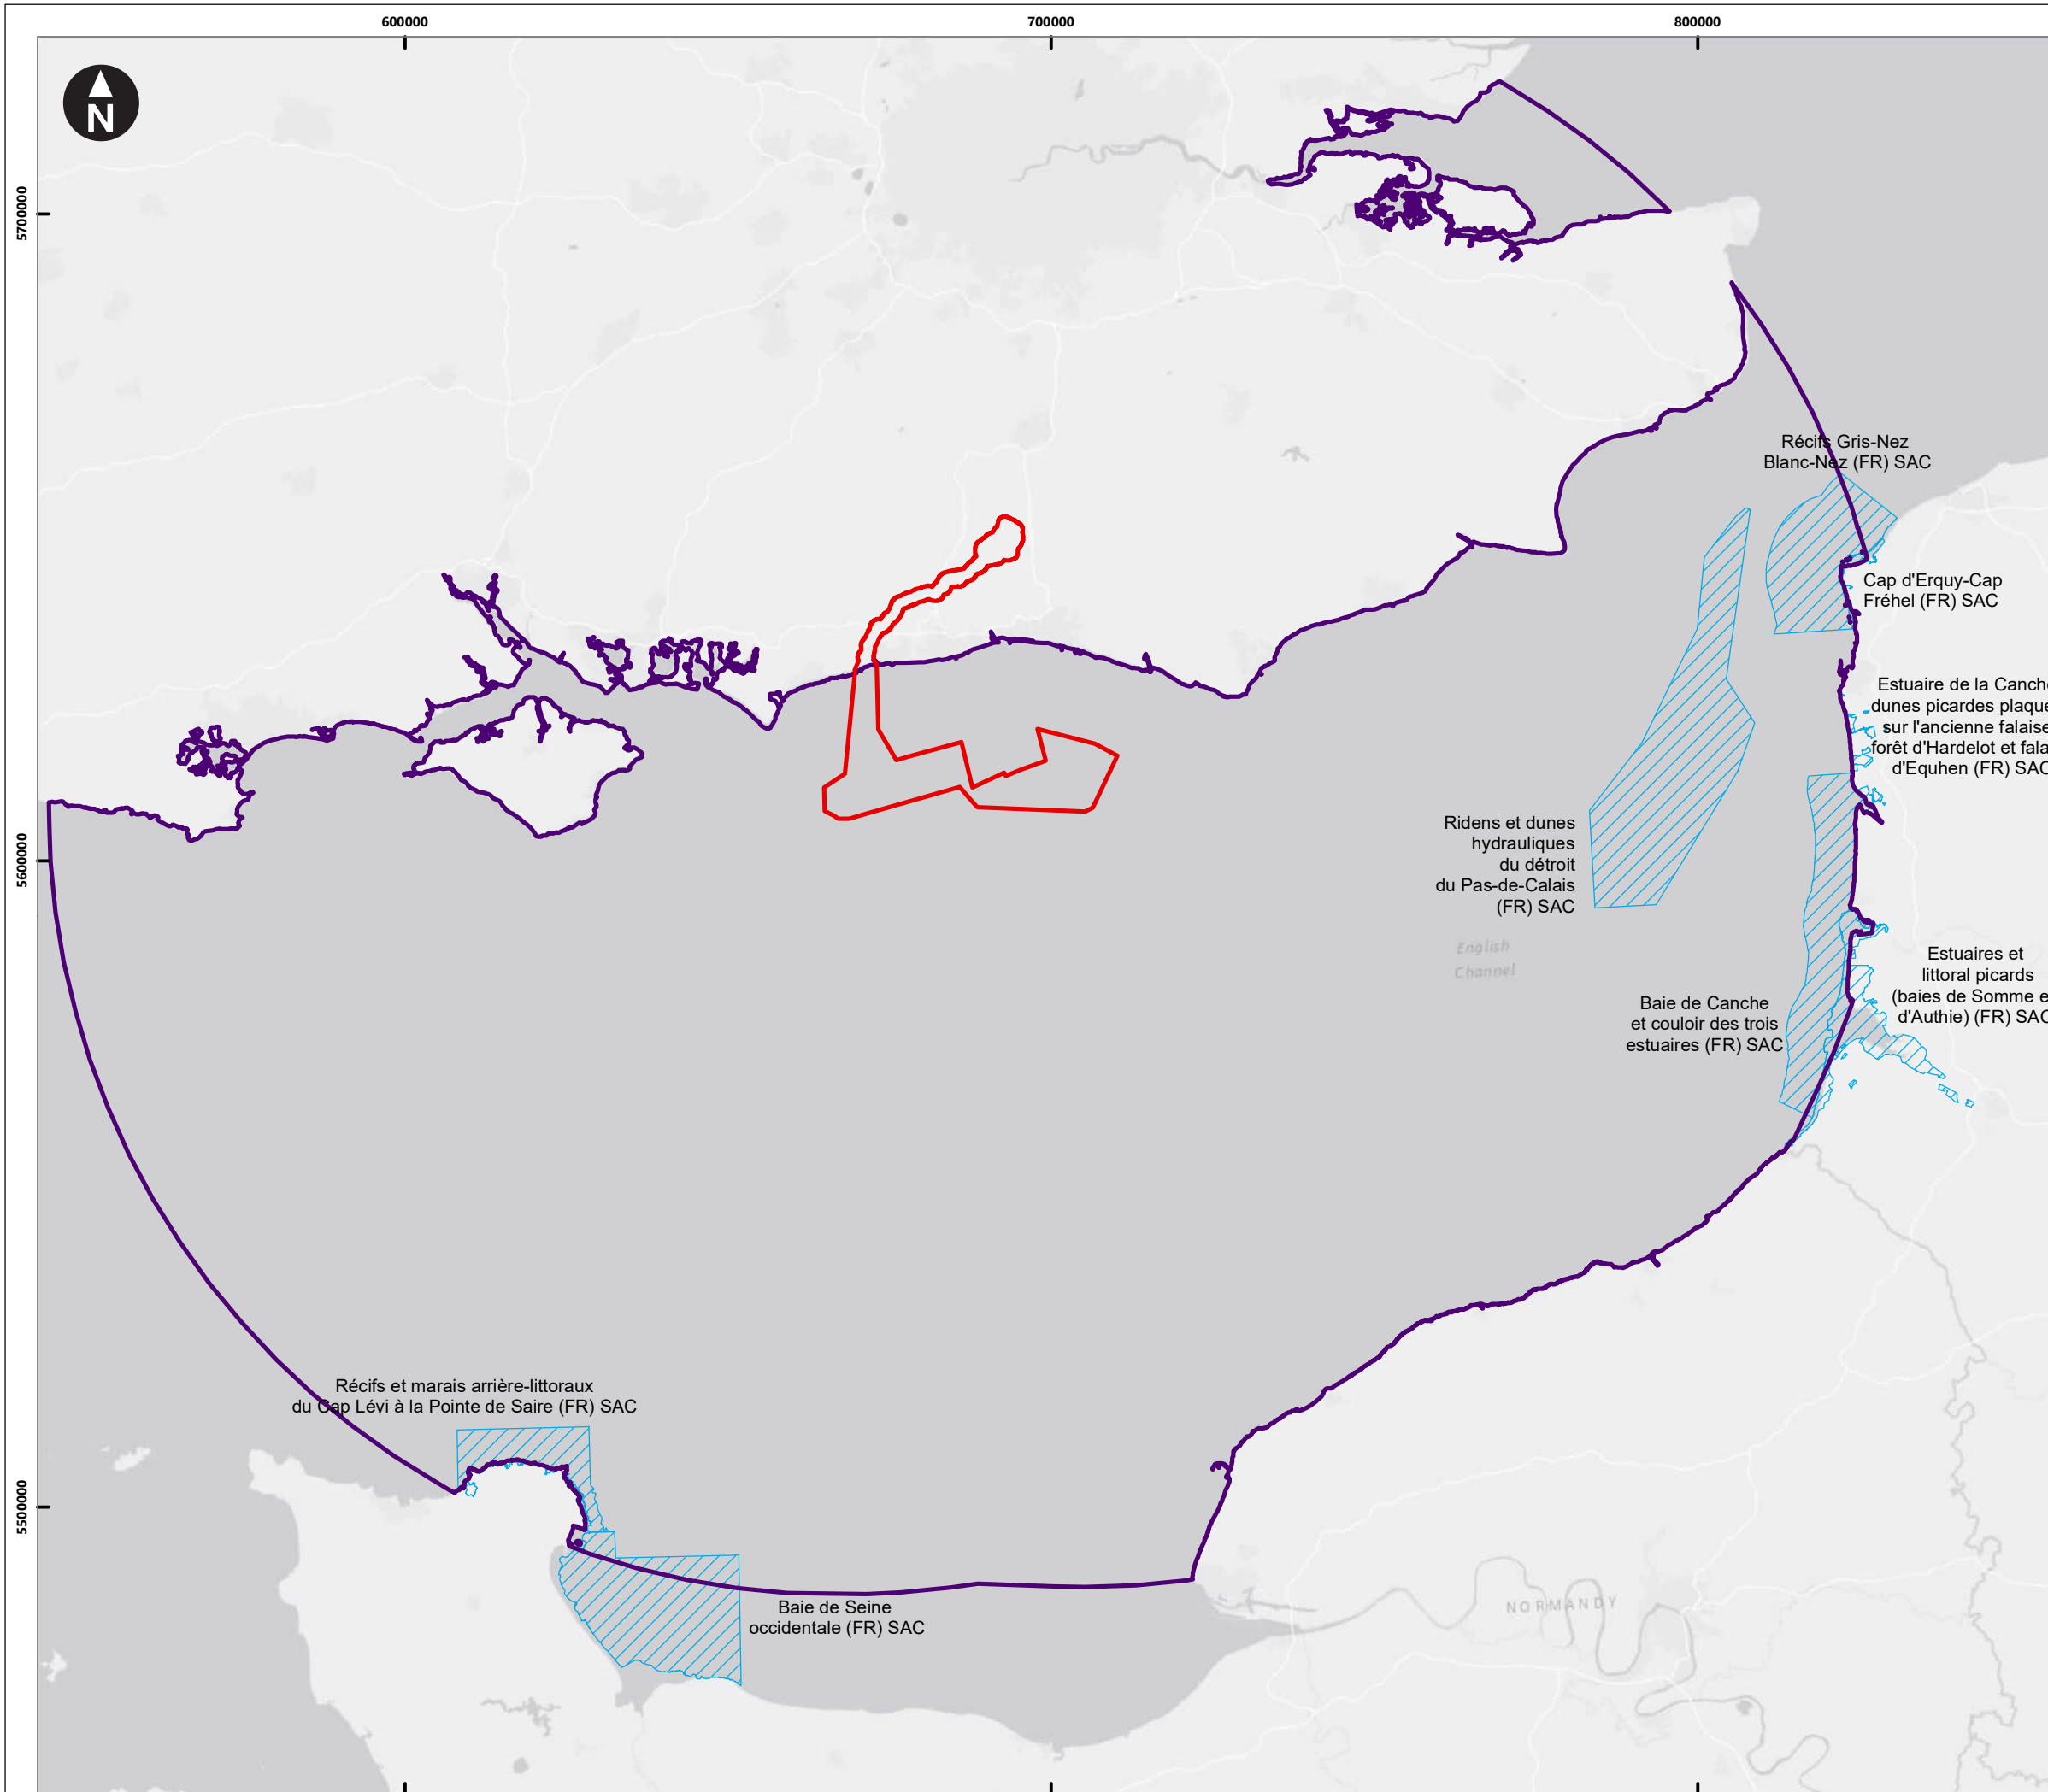 600000
700000
800000
N
5700000
Récifs Gris-Nez
Blanc-Nez (FR) SAC
Cap d'Erquy-Cap
Fréhel (FR) SAC
Estuaire de la Canche
dunes picardes plaque
sur l'ancienne falaise
forêt d'Hardelot et fala
d'Equhen (FR) SAC
Ridens et dunes
hydrauliques
du détroit
du Pas-de-Calais
(FR) SAC
5600000
English
Channel
Estuaires et
littoral picards
(baies de Somme e
d'Authie) (FR) SAC
Baie de Canche
et couloir des trois
estuaires (FR) SAC
Récifs et marais arrière-littoraux
du Cap Lévi à la Pointe de Saire (FR) SAC
5500000
Baie de Seine
occidentale (FR) SAC
NORMANDY